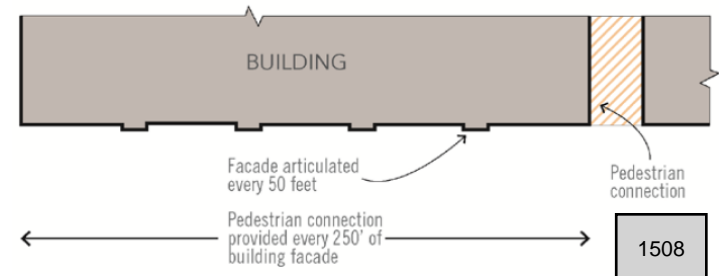 BUILDING
Facade articulated
every 50 feet
Pedestrian
connection
Pedestrian connection
provided every 250' of
building facade
1508